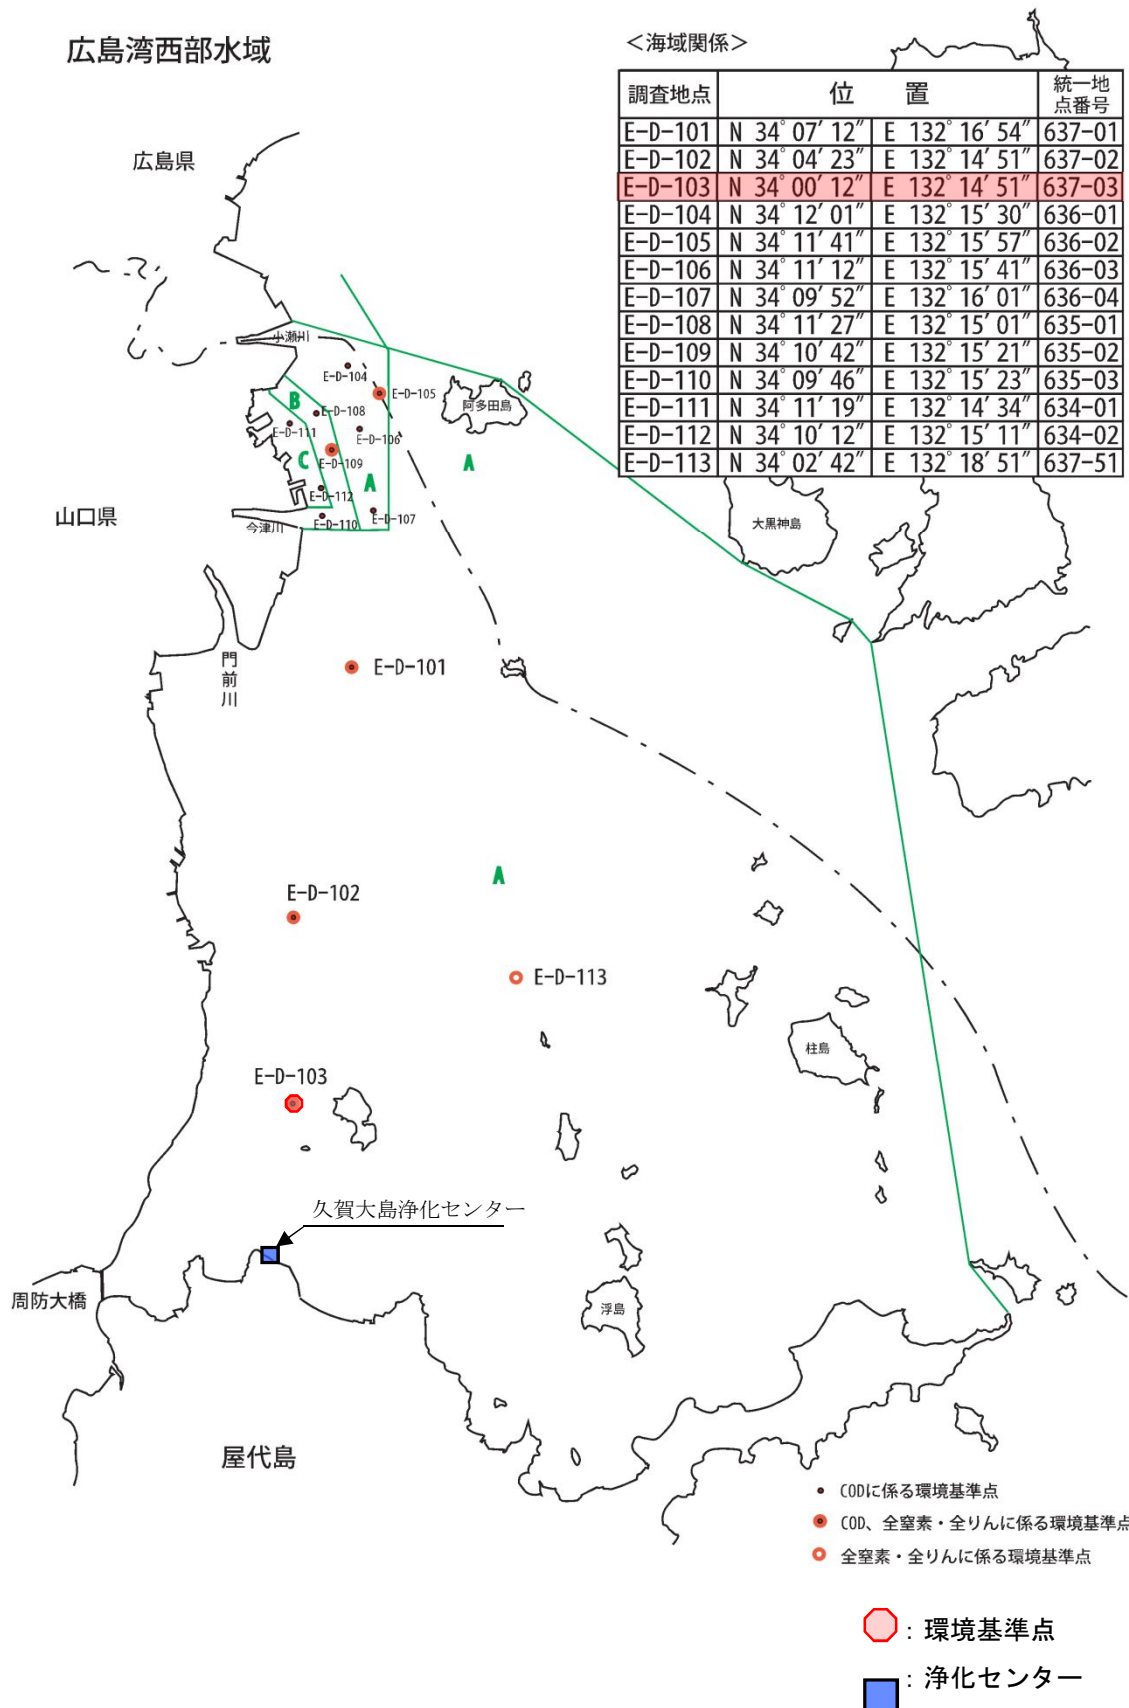 広島湾西部水域
＜海域関係＞
調査地点 位 置 統一地点番号
E-D-101 N 34°07′12″ E 132°16′54″ 637-01
E-D-102 N 34°04′23″ E 132°14′51″ 637-02
E-D-103 N 34°00′12″ E 132°14′51″ 637-03
E-D-104 N 34°12′01″ E 132°15′30″ 636-01
E-D-105 N 34°11′41″ E 132°15′57″ 636-02
E-D-106 N 34°11′12″ E 132°15′41″ 636-03
E-D-107 N 34°09′52″ E 132°16′01″ 636-04
E-D-108 N 34°11′27″ E 132°15′01″ 635-01
E-D-109 N 34°10′42″ E 132°15′21″ 635-02
E-D-110 N 34°09′46″ E 132°15′23″ 635-03
E-D-111 N 34°11′19″ E 132°14′34″ 634-01
E-D-112 N 34°10′12″ E 132°15′11″ 634-02
E-D-113 N 34°02′42″ E 132°18′51″ 637-51
広島県
小瀬川
E-D-104
E-D-105
阿多田島
B
E-D-108
E-D-111
E-D-106
C
E-D-109
A
A
E-D-112
山口県
今津川
E-D-110
E-D-107
大黒神島
門前川
E-D-101
A
E-D-102
E-D-113
柱島
E-D-103
久賀大島浄化センター
周防大橋
浮島
屋代島
CODに係る環境基準点
COD、全窒素・全りんに係る環境基準点
全窒素・全りんに係る環境基準点
：環境基準点
：浄化センター